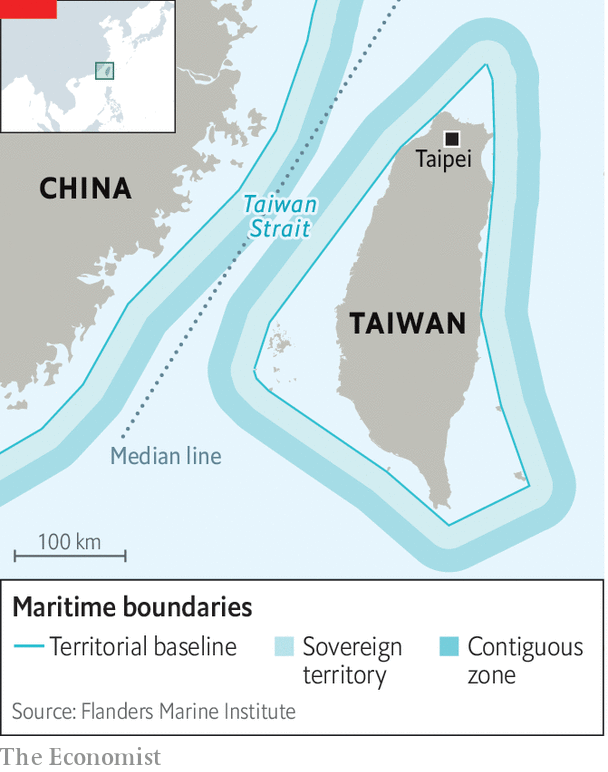 CHINA
Taipei
Taiwan
Strait
TAIWAN
Median line
100 km
Maritime boundaries
Territorial baseline
Sovereign
territory
Contiguous
zone
Source: Flanders Marine Institute
The Economist